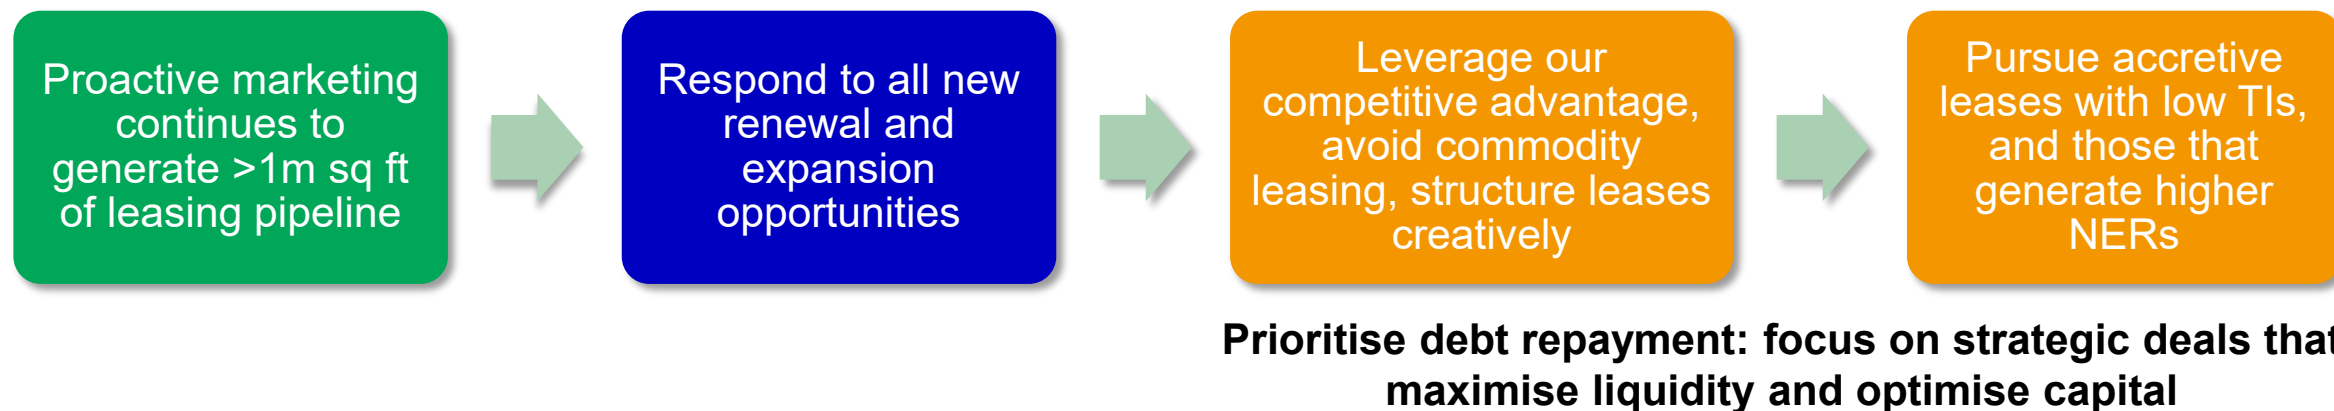 Proactive marketing
continues to
generate >1m sq ft
of leasing pipeline
Respond to all new
renewal and
expansion
opportunities
Leverage our
competitive advantage,
avoid commodity
leasing, structure leases
creatively
Pursue accretive
leases with low TIs,
and those that
generate higher
NERs
Prioritise debt repayment: focus on strategic deals that
maximise liquidity and optimise capital